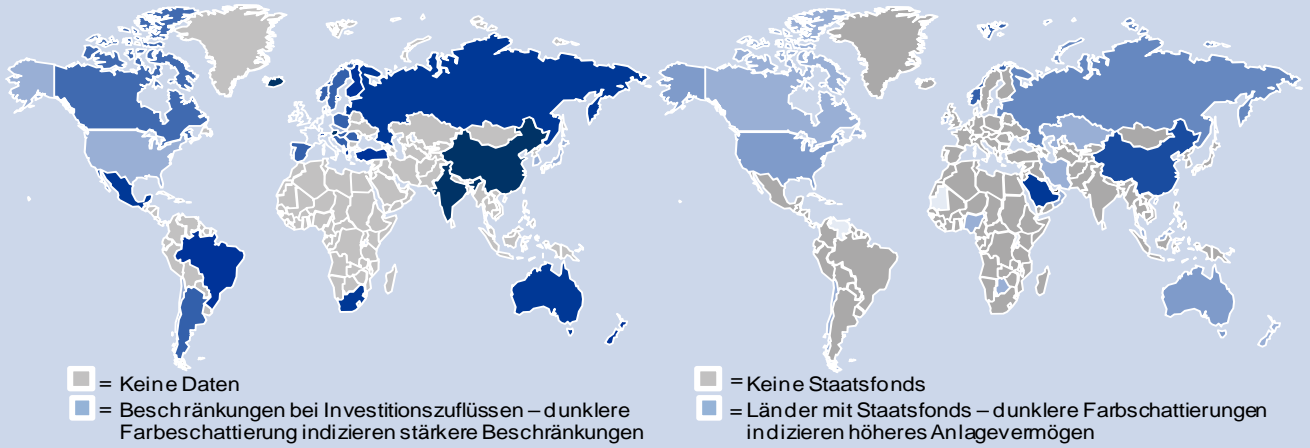 = Keine Daten
= Beschränkungen bei Investitionszuflüssen – dunklere
Farbeschattierung indizieren stärkere Beschränkungen
= Keine Staatsfonds
= Länder mit Staatsfonds – dunklere Farbschattierungen
indizieren höheres Anlagevermögen